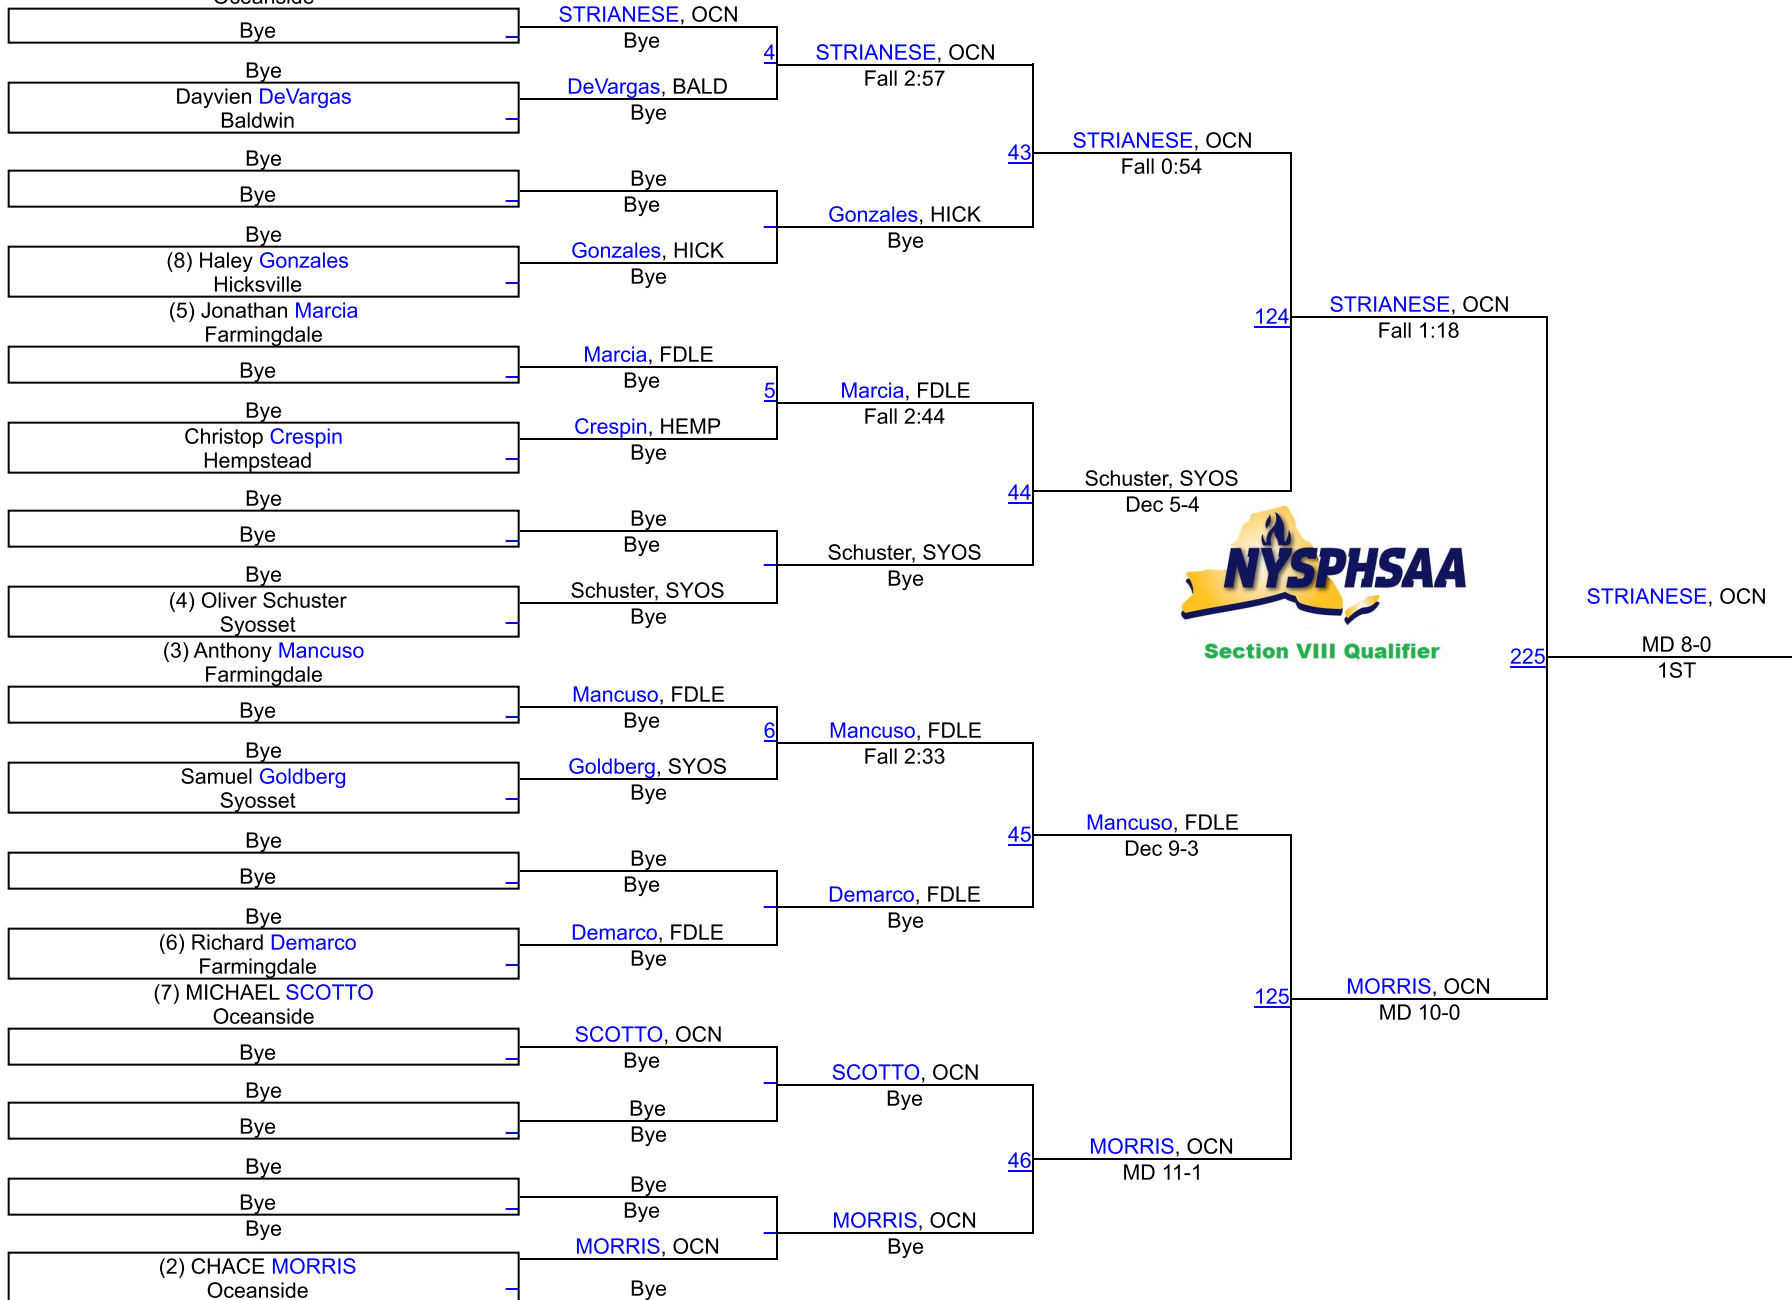 Bye
Bye
Dayvien DeVargas
Baldwin
Bye
Bye
Bye
(8) Haley Gonzales
Hicksville
(5) Jonathan Marcia
Farmingdale
Bye
Bye
Christop Crespin
Hempstead
Bye
Bye
Bye
(4) Oliver Schuster
Syosset
(3) Anthony Mancuso
Farmingdale
Bye
Bye
Samuel Goldberg
Syosset
Bye
Bye
Bye
(6) Richard Demarco
Farmingdale
(7) MICHAEL SCOTTO
Oceanside
Bye
Bye
Bye
Bye
Bye
Bye
(2) CHACE MORRIS
Oceanside
STRIANESE, OCN
Bye
4
DeVargas, BALD
Bye
Bye
Bye
Gonzales, HICK
Bye
Marcia, FDLE
Bye
5
Crespin, HEMP
Bye
Bye
Bye
Schuster, SYOS
Bye
Mancuso, FDLE
Bye
6
Goldberg, SYOS
Bye
Bye
Bye
Demarco, FDLE
Bye
SCOTTO, OCN
Bye
Bye
Bye
Bye
Bye
MORRIS, OCN
Bye
STRIANESE, OCN
Fall 2:57
43
Gonzales, HICK
Bye
Marcia, FDLE
Fall 2:44
44
Schuster, SYOS
Bye
Mancuso, FDLE
Fall 2:33
45
Demarco, FDLE
Bye
SCOTTO, OCN
Bye
46
MORRIS, OCN
Bye
STRIANESE, OCN
Fall 0:54
124
Schuster, SYOS
Dec 5-4
NYSPHSAA
Section VIII Qualifier
Mancuso, FDLE
Dec 9-3
125
MORRIS, OCN
MD 11-1
STRIANESE, OCN
Fall 1:18
225
MORRIS, OCN
MD 10-0
STRIANESE, OCN
MD 8-0
1ST